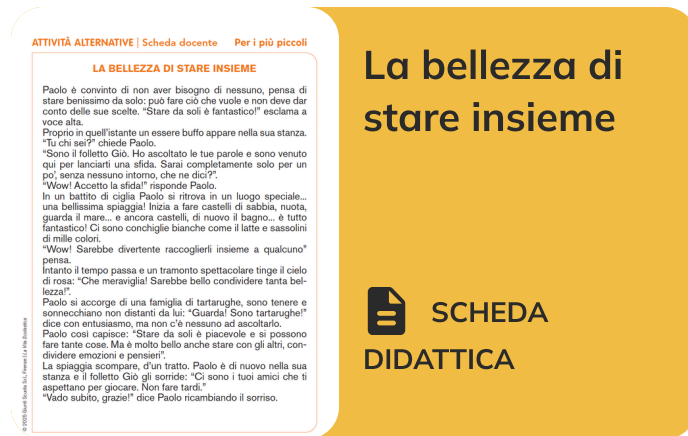 ATTIVITÀ ALTERNATIVE | Scheda docente Per i più piccoli
LA BELLEZZA DI STARE INSIEME
Paolo è convinto di non aver bisogno di nessuno, pensa di
stare benissimo da solo: può fare ciò che vuole e non deve dar
conto delle sue scelte. “Stare da soli è fantastico!” esclama a
voce alta.
Proprio in quell’istante un essere buffo appare nella sua stanza.
“Tu chi sei?” chiede Paolo.
“Sono il folletto Giò. Ho ascoltato le tue parole e sono venuto
qui per lanciarti una sfida. Sarai completamente solo per un
po’, senza nessuno intorno, che ne dici?”.
“Wow! Accetto la sfida!” risponde Paolo.
In un battito di ciglia Paolo si ritrova in un luogo speciale...
una bellissima spiaggia! Inizia a fare castelli di sabbia, nuota,
guarda il mare... e ancora castelli, di nuovo il bagno... è tutto
fantastico! Ci sono conchiglie bianche come il latte e sassolini
di mille colori.
“Wow! Sarebbe divertente raccoglierli insieme a qualcuno”
pensa.
Intanto il tempo passa e un tramonto spettacolare tinge il cielo
di rosa: “Che meraviglia! Sarebbe bello condividere tanta bel-
lezza!”.
Paolo si accorge di una famiglia di tartarughe, sono tenere e
sonnecchiano non distanti da lui: “Guarda! Sono tartarughe!”
dice con entusiasmo, ma non c’è nessuno ad ascoltarlo.
Paolo così capisce: “Stare da soli è piacevole e si possono
fare tante cose. Ma è molto bello anche stare con gli altri, con-
dividere emozioni e pensieri”.
La spiaggia scompare, d’un tratto. Paolo è di nuovo nella sua
stanza e il folletto Giò gli sorride: “Ci sono i tuoi amici che ti
aspettano per giocare. Non fare tardi.”
“Vado subito, grazie!” dice Paolo ricambiando il sorriso.
© 2025 Giunti Scuola S.r.l., Firenze | La Vita Scolastica
La bellezza di
stare insieme
SCHEDA
DIDATTICA